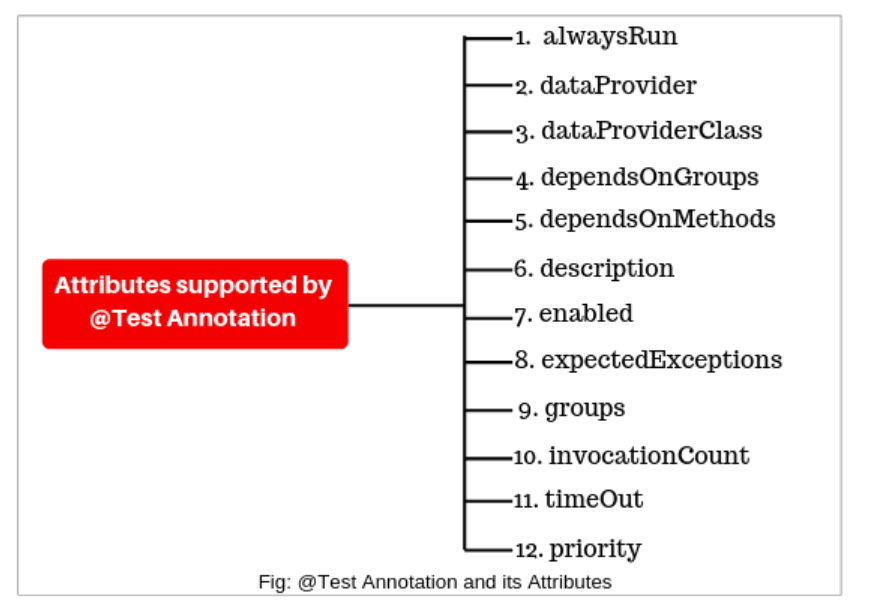 1. alwaysRun
2. dataProvider
3. dataProviderClass
4. dependsOnGroups
5. dependsOnMethods
Attributes supported by
@Test Annotation
6. description
7. enabled
8. expectedExceptions
9. groups
10. invocationCount
11. timeOut
12. priority
Fig: @Test Annotation and its Attributes